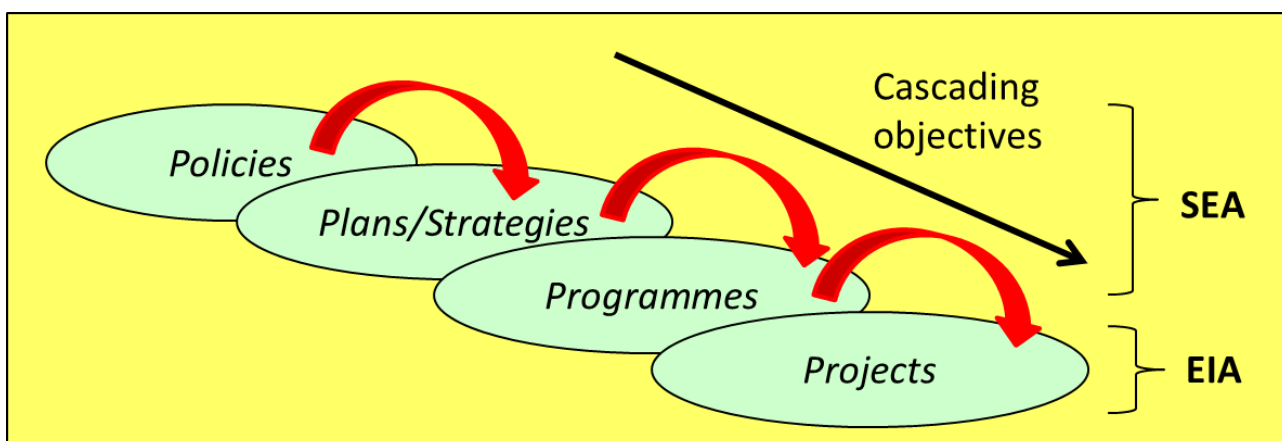 Cascading
objectives
Policies
SEA
Plans/Strategies
Programmes
Projects
EIA